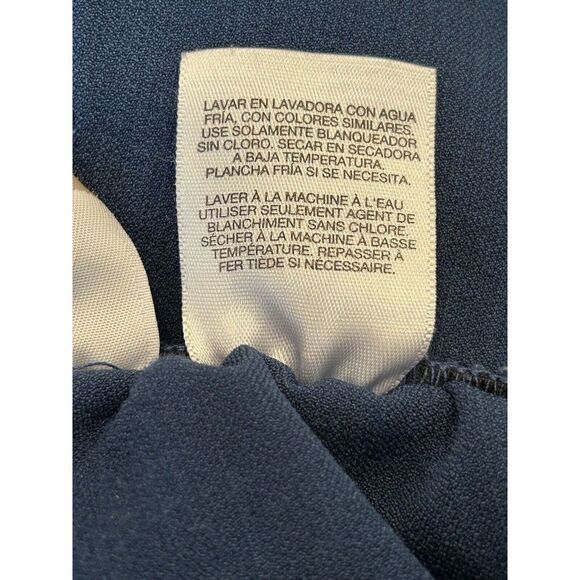 LAVAR EN LAVADORA CON AGUA
FRÍA, CON COLORES SIMILARES.
USE SOLAMENTE BLANQUEADOR
SIN CLORO. SECAR EN SECADORA
A BAJA TEMPERATURA.
PLANCHA FRÍA SI SE NECESITA.
LAVER À LA MACHINE À L'EAU
UTILISER SEULEMENT AGENT DE
BLANCHIMENT SANS CHLORE.
SÉCHER À LA MACHINE À BASSE
TEMPÉRATURE. REPASSER À
FER TIÈDE SI NÉCESSAIRE.